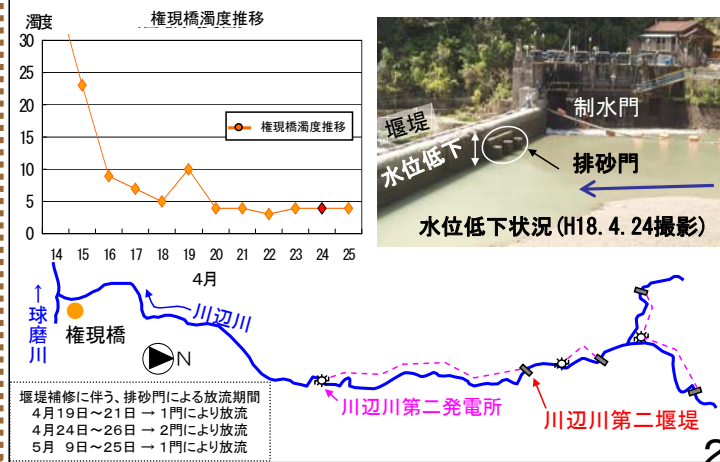 権現橋濁度推移
濁度
30
25
20
15
10
5
0
14 15 16 17 18 19 20 21 22 23 24 25
4月
権現橋濁度推移
制水門
堰堤
水位低下
排砂門
水位低下状況(H18.4.24撮影)
↑球磨川
権現橋
川辺川
N
川辺川第二発電所
川辺川第二堰堤
堰堤補修に伴う、排砂門による放流期間
4月19日～21日 → 1門により放流
4月24日～26日 → 2門により放流
5月 9日～25日 → 1門により放流
2